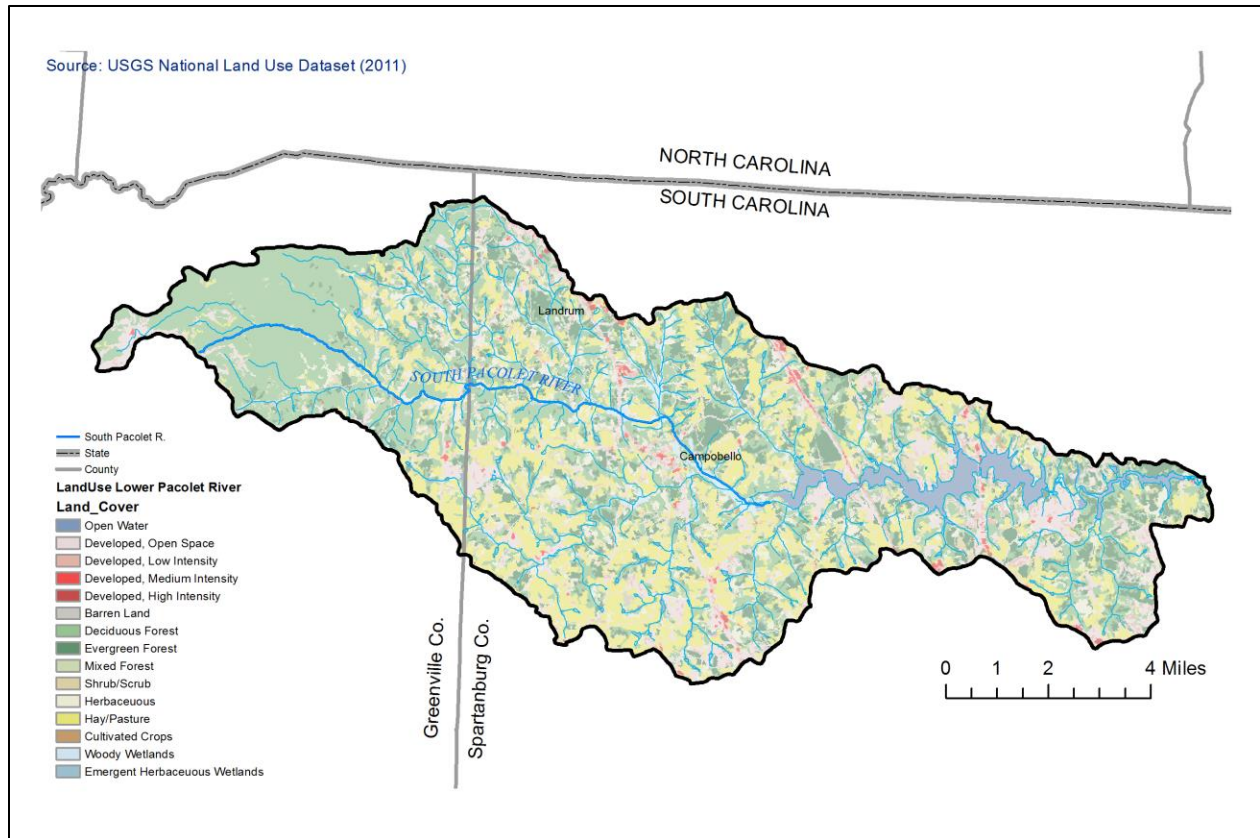 Source: USGS National Land Use Dataset (2011)
NORTH CAROLINA
SOUTH CAROLINA
Landrum
SOUTH PACOLET RIVER
Campobello
South Pacolet R.
State
County
LandUse Lower Pacolet River
Land_Cover
Open Water
Developed, Open Space
Developed, Low Intensity
Developed, Medium Intensity
Developed, High Intensity
Barren Land
Deciduous Forest
Evergreen Forest
Mixed Forest
Shrub/Scrub
Herbaceuous
Hay/Pasture
Cultivated Crops
Woody Wetlands
Emergent Herbaceuous Wetlands
Greenville Co.
Spartanburg Co.
0 1 2 4 Miles